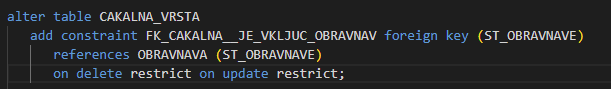 alter table CAKALNA_VRSTA
add constraint FK_CAKALNA__JE_VKLJUC_OBRAVNAV foreign key (ST_OBRAVNAVE)
references OBRAVNAVA (ST_OBRAVNAVE)
on delete restrict on update restrict;